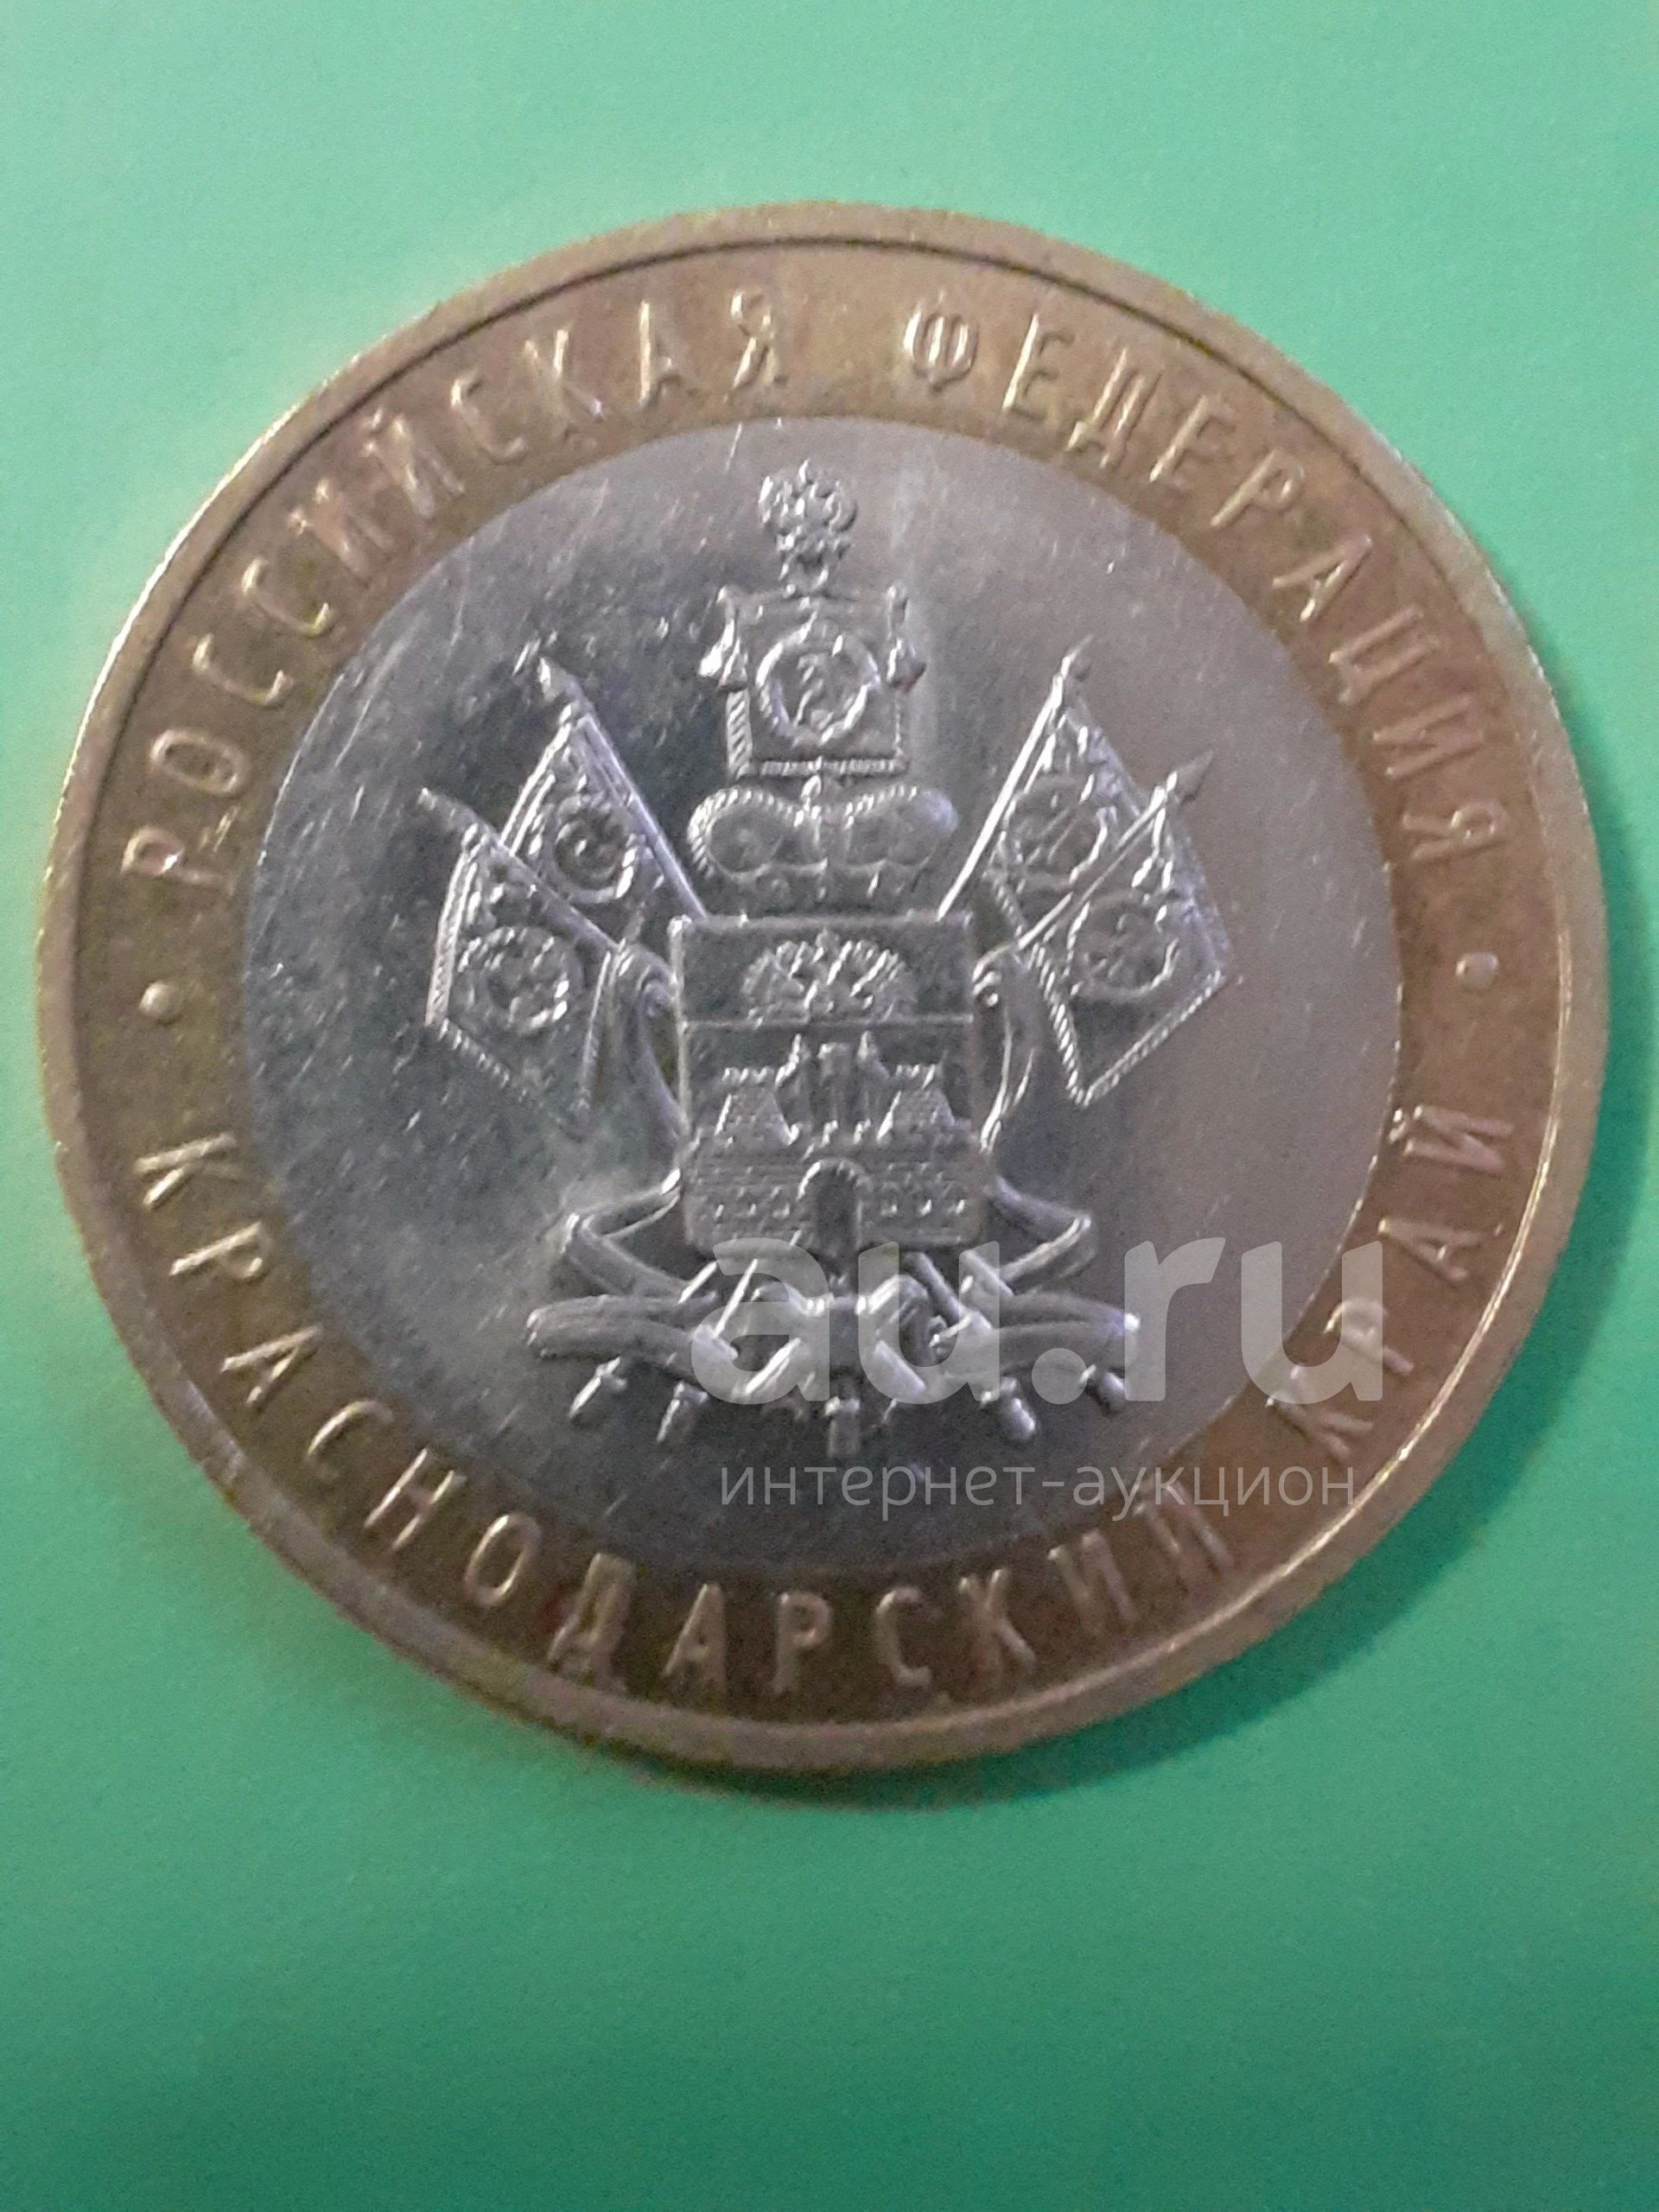 РОССИЙСКАЯ ФЕДЕРАЦИЯ
КРАСНОДАРСКИЙ КРАЙ
au.ru
интернет-аукцион